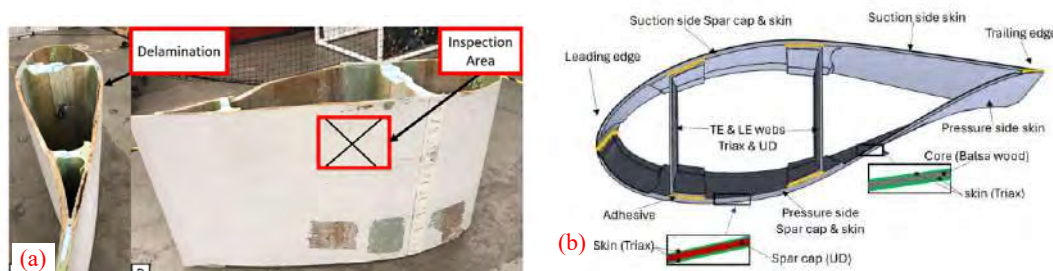 Delamination
Inspection
Area
(a)
Suction side Spar cap & skin
Suction side skin
Trailing edge
Leading edge
TE & LE webs
Triax & UD
Pressure side skin
Core (Balsa wood)
skin (Triax)
Adhesive
Pressure side
Spar cap & skin
Skin (Triax)
Spar cap (UD)
(b)